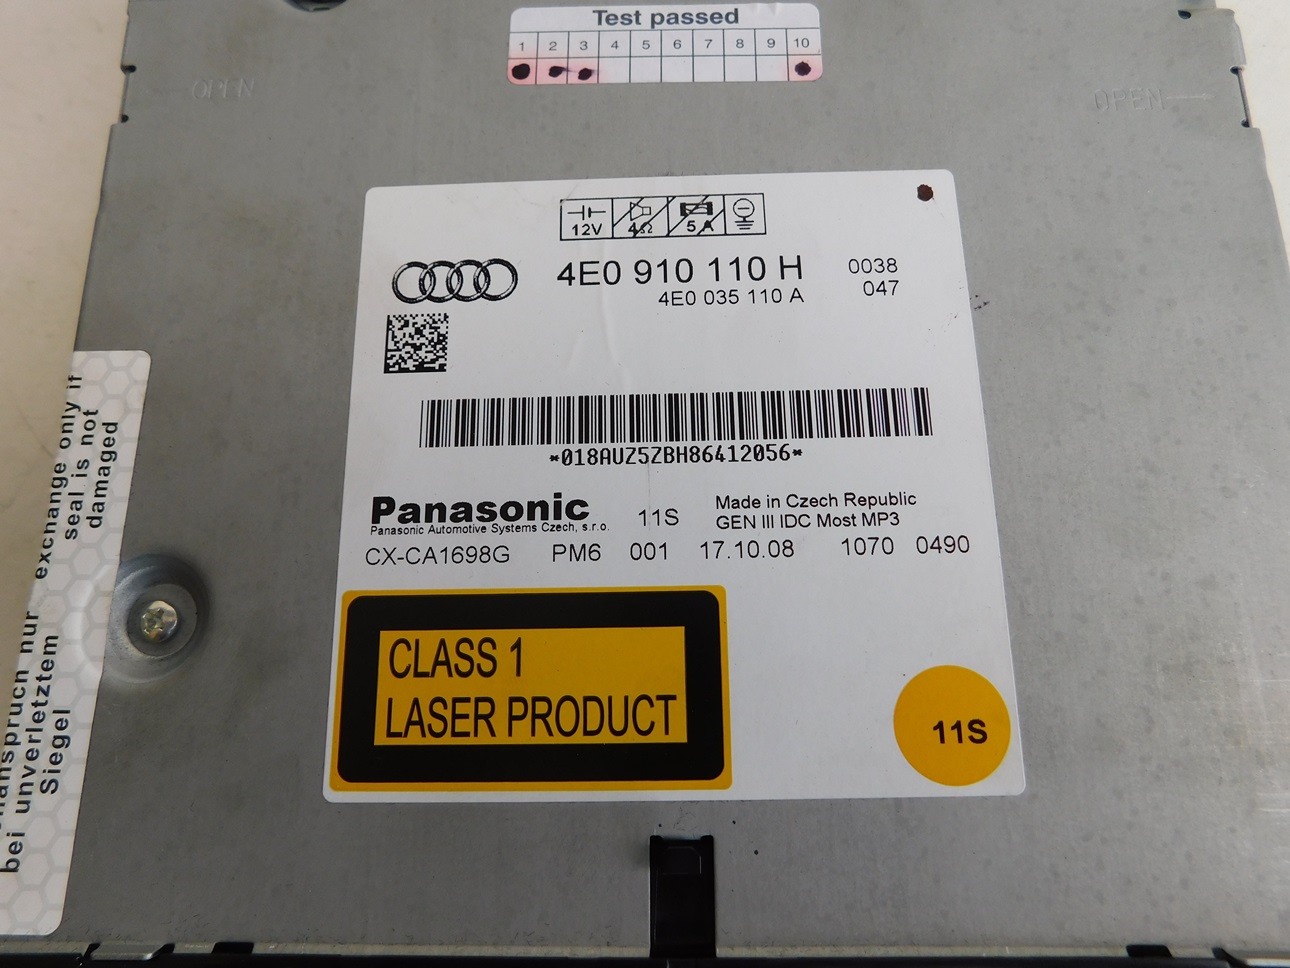 Test passed
1 2 3 4 5 6 7 8 9 10
OPEN
OPEN
12V 4Ω 5A
4E0 910 110 H 0038
4E0 035 110 A 047
*018AUZ5ZBH86412056*
Panasonic 11S Made in Czech Republic
Panasonic Automotive Systems Czech, s.r.o. GEN III IDC Most MP3
CX-CA1698G PM6 001 17.10.08 1070 0490
CLASS 1
LASER PRODUCT
11S
nur exchange only if
bei unverletztem seal is not
Siegel damaged